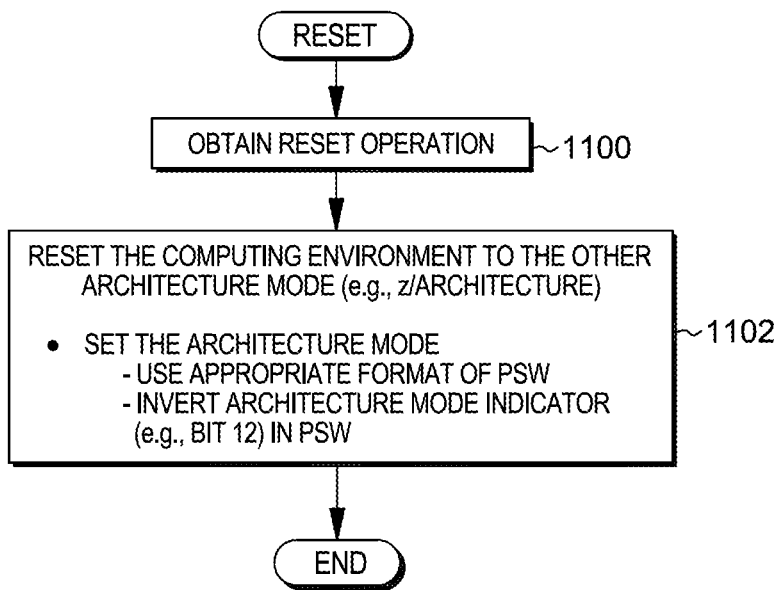 RESET
OBTAIN RESET OPERATION
1100
RESET THE COMPUTING ENVIRONMENT TO THE OTHER
ARCHITECTURE MODE (e.g., z/ARCHITECTURE)
• SET THE ARCHITECTURE MODE
- USE APPROPRIATE FORMAT OF PSW
- INVERT ARCHITECTURE MODE INDICATOR
(e.g., BIT 12) IN PSW
1102
END